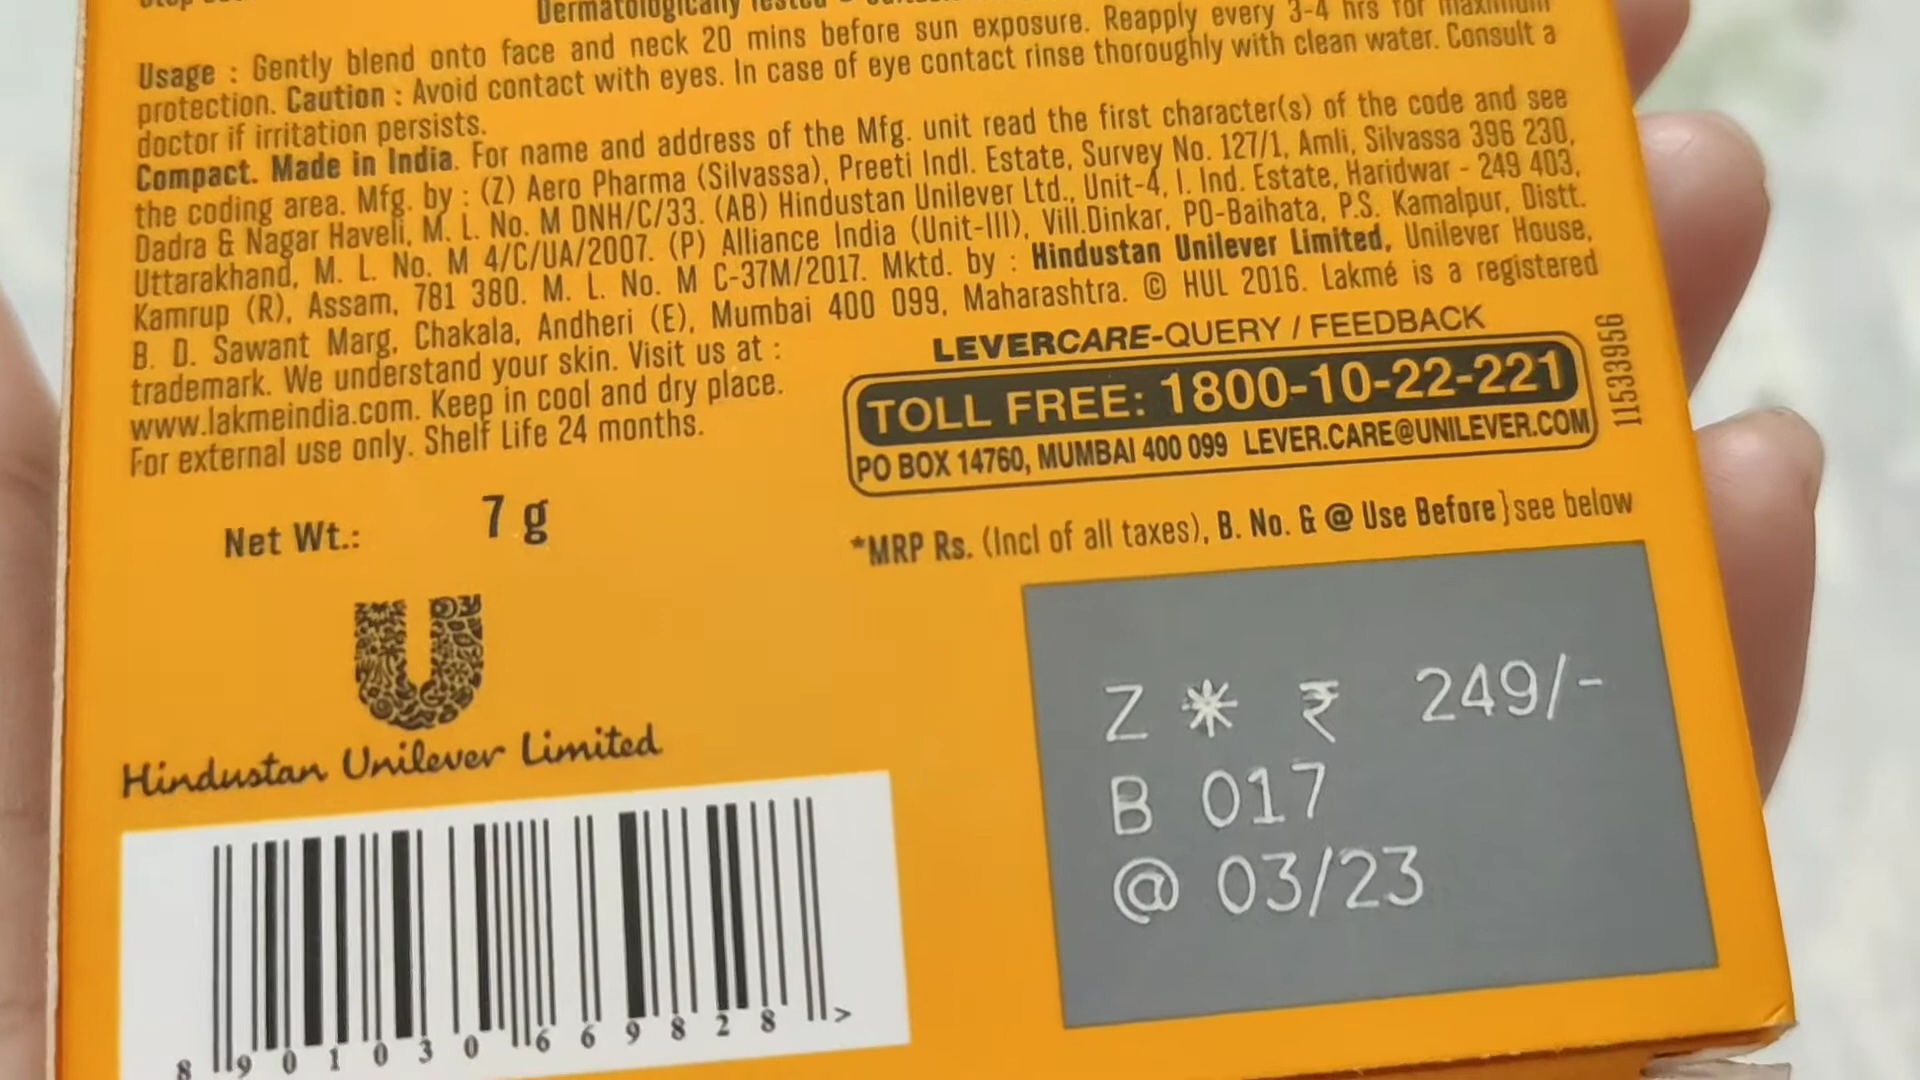 Dermatologically Tested
Usage : Gently blend onto face and neck 20 mins before sun exposure. Reapply every 3-4 hrs for maximum
protection. Caution : Avoid contact with eyes. In case of eye contact rinse thoroughly with clean water. Consult a
doctor if irritation persists.
Compact. Made in India. For name and address of the Mfg. unit read the first character(s) of the code and see
the coding area. Mfg. by : (Z) Aero Pharma (Silvassa), Preeti Indl. Estate, Survey No. 127/1, Amli, Silvassa 396 230,
Dadra & Nagar Haveli, M. L. No. M DNH/C/33. (AB) Hindustan Unilever Ltd., Unit-4, I. Ind. Estate, Haridwar - 249 403,
Uttarakhand, M. L. No. M 4/C/UA/2007. (P) Alliance India (Unit-III), Vill.Dinkar, PO-Baihata, P.S. Kamalpur, Distt.
Kamrup (R), Assam, 781 380. M. L. No. M C-37M/2017. Mktd. by : Hindustan Unilever Limited, Unilever House,
B. D. Sawant Marg, Chakala, Andheri (E), Mumbai 400 099, Maharashtra. © HUL 2016. Lakmé is a registered
trademark. We understand your skin. Visit us at :
www.lakmeindia.com. Keep in cool and dry place.
For external use only. Shelf Life 24 months.
LEVERCARE-QUERY / FEEDBACK
TOLL FREE: 1800-10-22-221
PO BOX 14760, MUMBAI 400 099 LEVER.CARE@UNILEVER.COM
11533956
Net Wt.: 7 g
*MRP Rs. (Incl of all taxes), B. No. & @ Use Before}see below
Hindustan Unilever Limited
Z * ₹ 249/-
B 017
@ 03/23
8 901030 669828 >